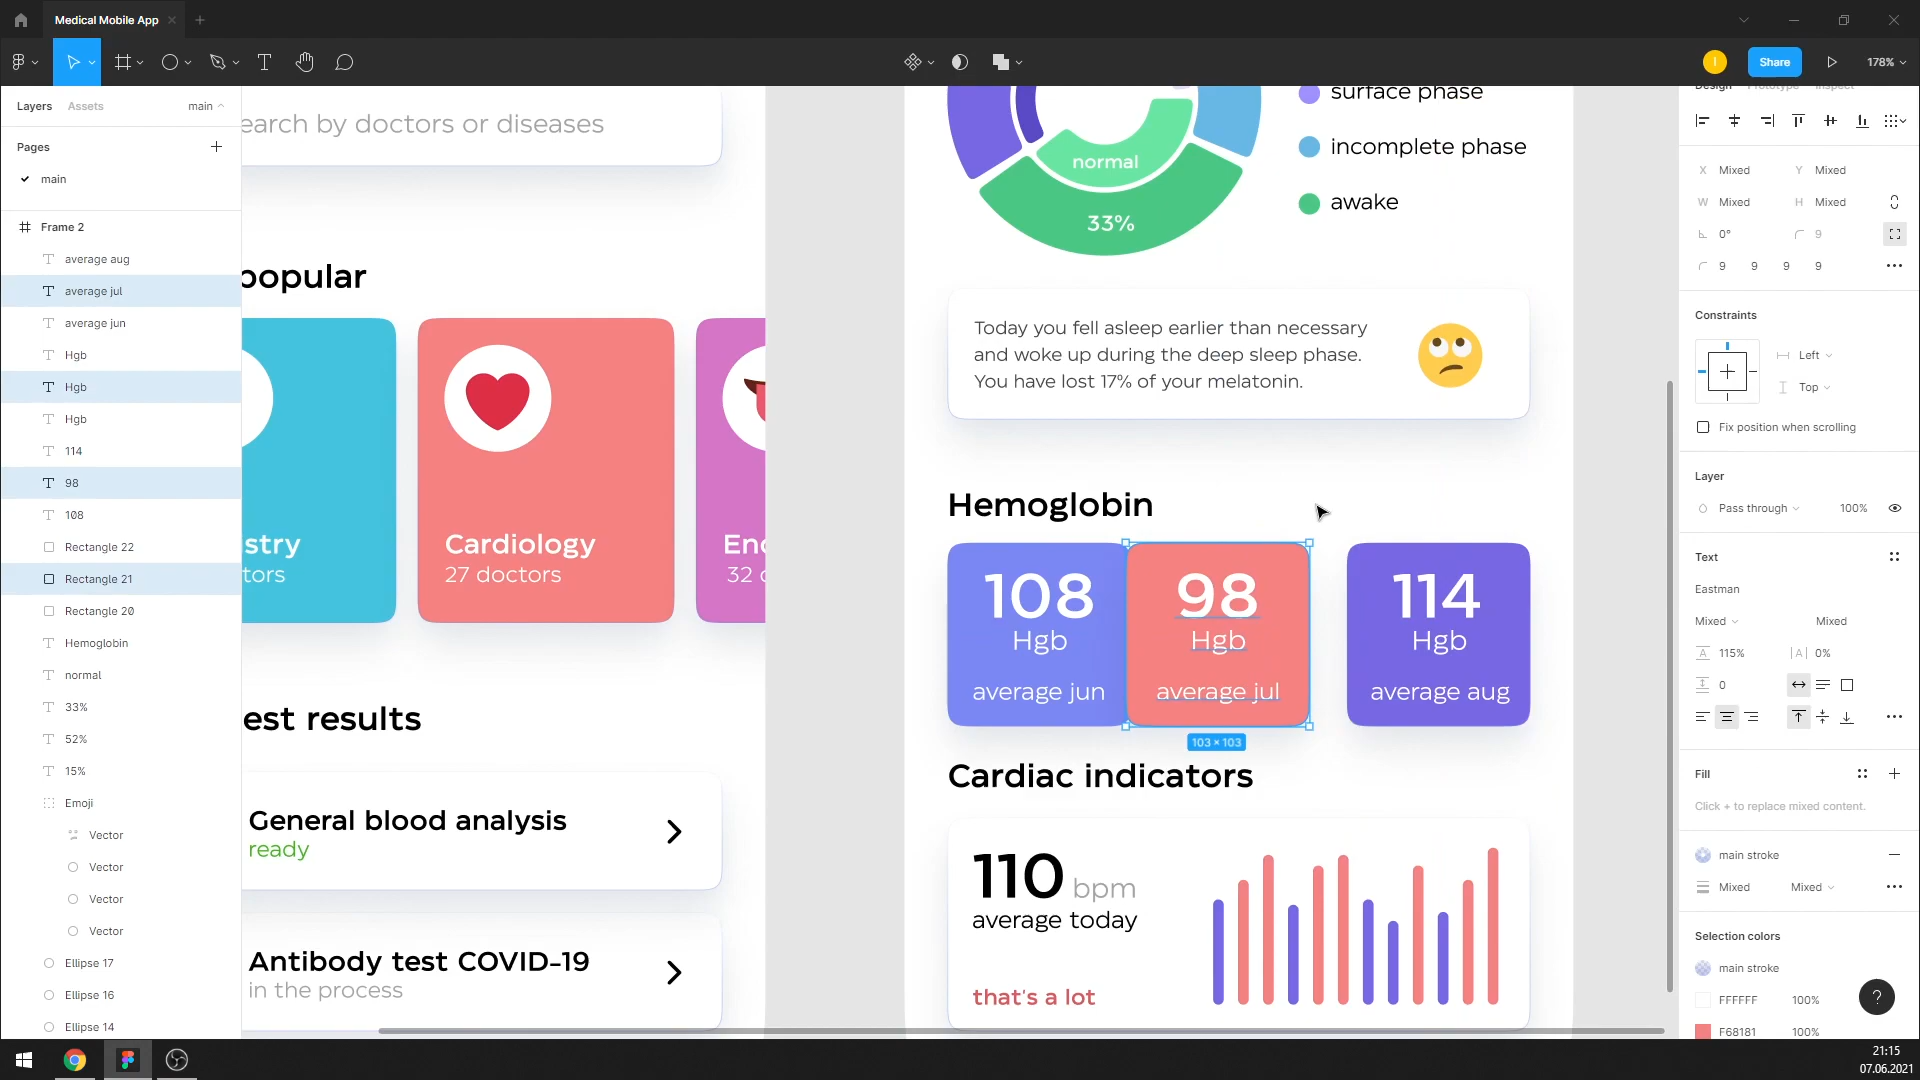 Medical Mobile App
Share
178%
Layers
Assets
main
Pages
main
Frame 2
average aug
average jul
average jun
Hgb
Hgb
Hgb
114
98
108
Rectangle 22
Rectangle 21
Rectangle 20
Hemoglobin
normal
33%
52%
15%
Emoji
Vector
Vector
Vector
Vector
Ellipse 17
Ellipse 16
Ellipse 14
earch by doctors or diseases
popular
stry
tors
Cardiology
27 doctors
En
32
est results
General blood analysis
ready
Antibody test COVID-19
in the process
normal
33%
surface phase
incomplete phase
awake
Today you fell asleep earlier than necessary
and woke up during the deep sleep phase.
You have lost 17% of your melatonin.
Hemoglobin
108
Hgb
average jun
98
Hgb
average jul
114
Hgb
average aug
103 × 103
Cardiac indicators
110 bpm
average today
that's a lot
Design Prototype Inspect
X Mixed Y Mixed
W Mixed H Mixed
0° 9
9 9 9 9
Constraints
Left
Top
Fix position when scrolling
Layer
Pass through 100%
Text
Eastman
Mixed Mixed
115% 0%
0
Fill
Click + to replace mixed content.
main stroke
Mixed Mixed
Selection colors
main stroke
FFFFFF 100%
F68181 100%
?
21:15
07.06.2021